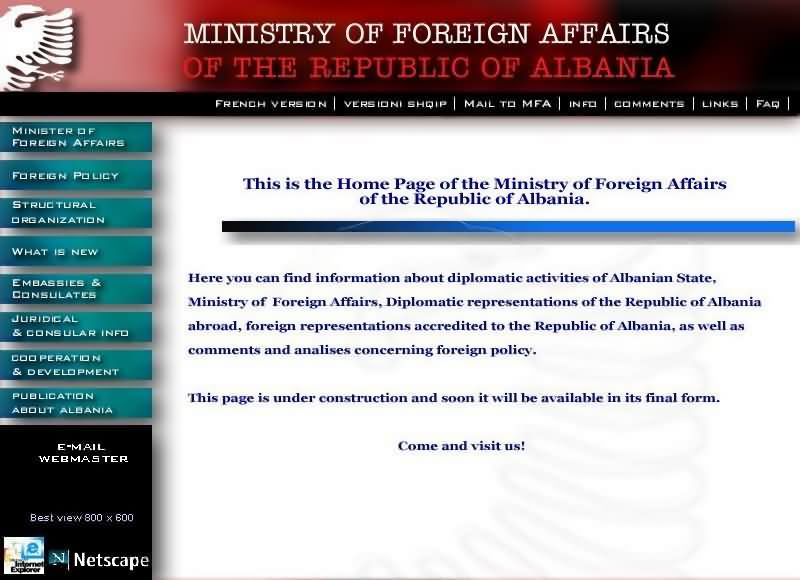 MINISTRY OF FOREIGN AFFAIRS
OF THE REPUBLIC OF ALBANIA
FRENCH VERSION | VERSIONI SHQIP | MAIL TO MFA | INFO | COMMENTS | LINKS | FAQ |
MINISTER OF
FOREIGN AFFAIRS
FOREIGN POLICY
STRUCTURAL
ORGANIZATION
WHAT IS NEW
EMBASSIES &
CONSULATES
JURIDICAL
& CONSULAR INFO
COOPERATION
& DEVELOPMENT
PUBLICATION
ABOUT ALBANIA
E-MAIL
WEBMASTER
Best view 800 x 600
Internet
Explorer
N Netscape
This is the Home Page of the Ministry of Foreign Affairs
of the Republic of Albania.
Here you can find information about diplomatic activities of Albanian State,
Ministry of Foreign Affairs, Diplomatic representations of the Republic of Albania
abroad, foreign representations accredited to the Republic of Albania, as well as
comments and analises concerning foreign policy.
This page is under construction and soon it will be available in its final form.
Come and visit us!